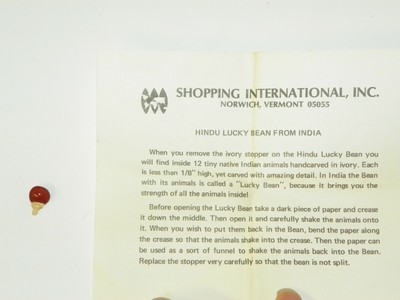 SHOPPING INTERNATIONAL, INC.
NORWICH, VERMONT 05055
HINDU LUCKY BEAN FROM INDIA
When you remove the ivory stopper on the Hindu Lucky Bean you
will find inside 12 tiny native Indian animals handcarved in ivory. Each
is less than 1/8" high, yet carved with amazing detail. In India the Bean
with its animals is called a "Lucky Bean", because it brings you the
strength of all the animals inside!
Before opening the Lucky Bean take a dark piece of paper and crease
it down the middle. Then open it and carefully shake the animals onto
it. When you wish to put them back in the Bean, bend the paper along
the crease so that the animals shake into the crease. Then the paper can
be used as a sort of funnel to shake the animals back into the Bean.
Replace the stopper very carefully so that the bean is not split.